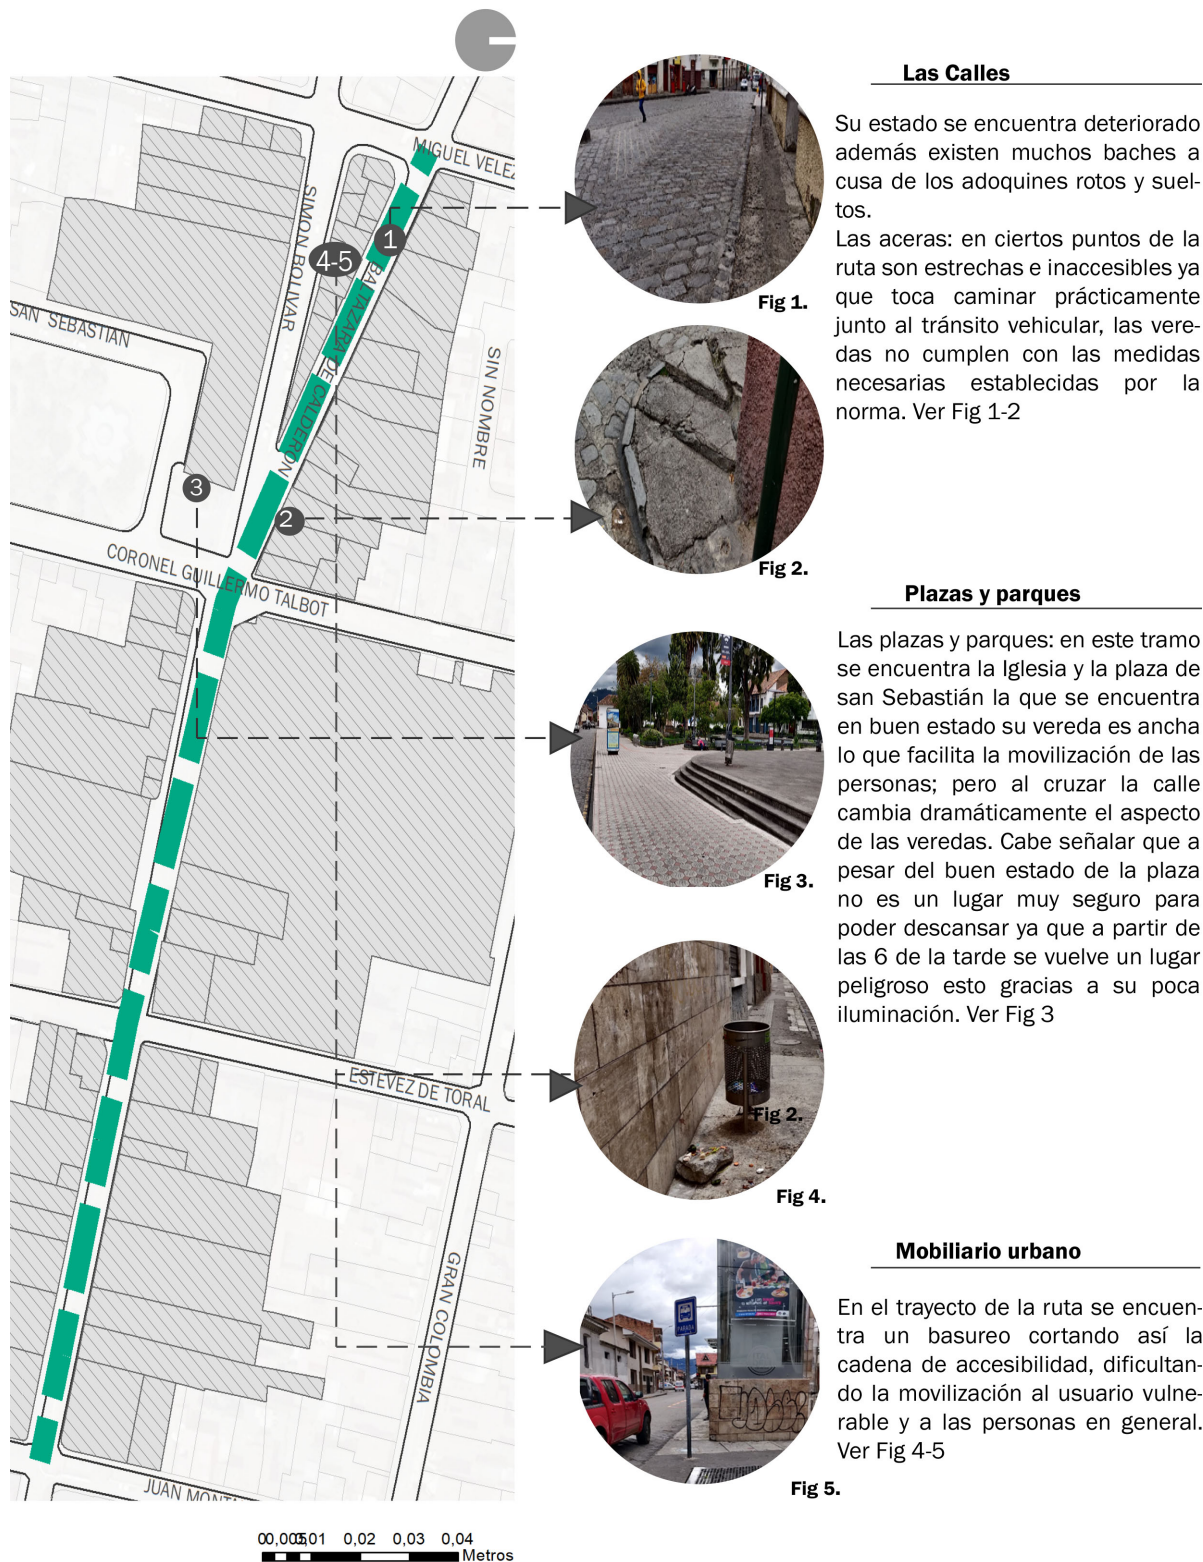 MIGUEL VELEZ
SIMON BOLIVAR
1
4-5
BALTAZARA DE CALDERON
SAN SEBASTIAN
SIN NOMBRE
3
2
CORONEL GUILLERMO TALBOT
ESTEVEZ DE TORAL
GRAN COLOMBIA
0,01
0,02
0,03
0,04
Metros
Fig 1.
Fig 2.
Fig 3.
Fig 2.
Fig 4.
PARADA
Fig 5.
Las Calles
Su estado se encuentra deteriorado
además existen muchos baches a
cusa de los adoquines rotos y suel-
tos.
Las aceras: en ciertos puntos de la
ruta son estrechas e inaccesibles ya
que toca caminar prácticamente
junto al tránsito vehicular, las vere-
das no cumplen con las medidas
necesarias establecidas por la
norma. Ver Fig 1-2
Plazas y parques
Las plazas y parques: en este tramo
se encuentra la Iglesia y la plaza de
san Sebastián la que se encuentra
en buen estado su vereda es ancha
lo que facilita la movilización de las
personas; pero al cruzar la calle
cambia dramáticamente el aspecto
de las veredas. Cabe señalar que a
pesar del buen estado de la plaza
no es un lugar muy seguro para
poder descansar ya que a partir de
las 6 de la tarde se vuelve un lugar
peligroso esto gracias a su poca
iluminación. Ver Fig 3
Mobiliario urbano
En el trayecto de la ruta se encuen-
tra un basureo cortando así la
cadena de accesibilidad, dificultan-
do la movilización al usuario vulne-
rable y a las personas en general.
Ver Fig 4-5